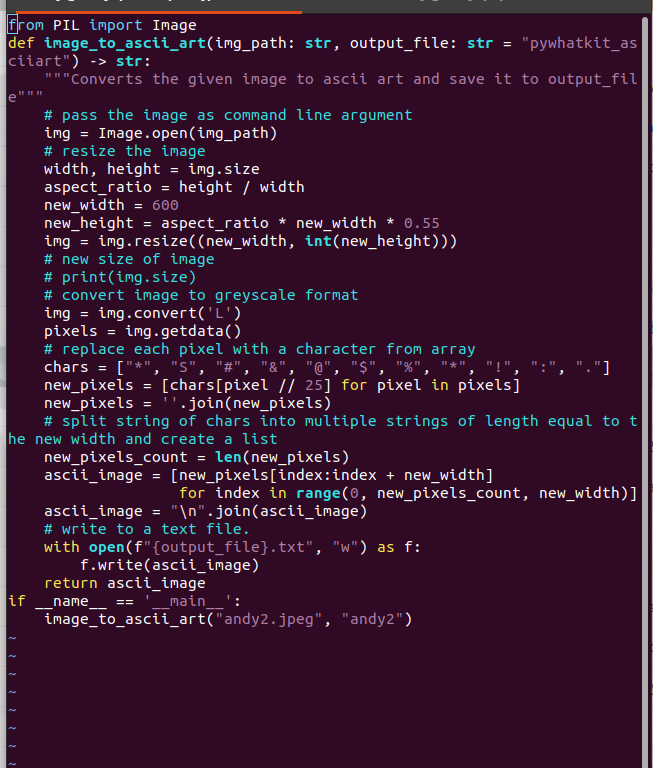 from PIL import Image
def image_to_ascii_art(img_path: str, output_file: str = "pywhatkit_as
ciiart") -> str:
    """Converts the given image to ascii art and save it to output_fil
e"""
    # pass the image as command line argument
    img = Image.open(img_path)
    # resize the image
    width, height = img.size
    aspect_ratio = height / width
    new_width = 600
    new_height = aspect_ratio * new_width * 0.55
    img = img.resize((new_width, int(new_height)))
    # new size of image
    # print(img.size)
    # convert image to greyscale format
    img = img.convert('L')
    pixels = img.getdata()
    # replace each pixel with a character from array
    chars = ["*", "S", "#", "&", "@", "$", "%", "*", "!", ":", "."]
    new_pixels = [chars[pixel // 25] for pixel in pixels]
    new_pixels = ''.join(new_pixels)
    # split string of chars into multiple strings of length equal to t
he new width and create a list
    new_pixels_count = len(new_pixels)
    ascii_image = [new_pixels[index:index + new_width]
                   for index in range(0, new_pixels_count, new_width)]
    ascii_image = "\n".join(ascii_image)
    # write to a text file.
    with open(f"{output_file}.txt", "w") as f:
        f.write(ascii_image)
    return ascii_image
if __name__ == '__main__':
    image_to_ascii_art("andy2.jpeg", "andy2")
~
~
~
~
~
~
~
~